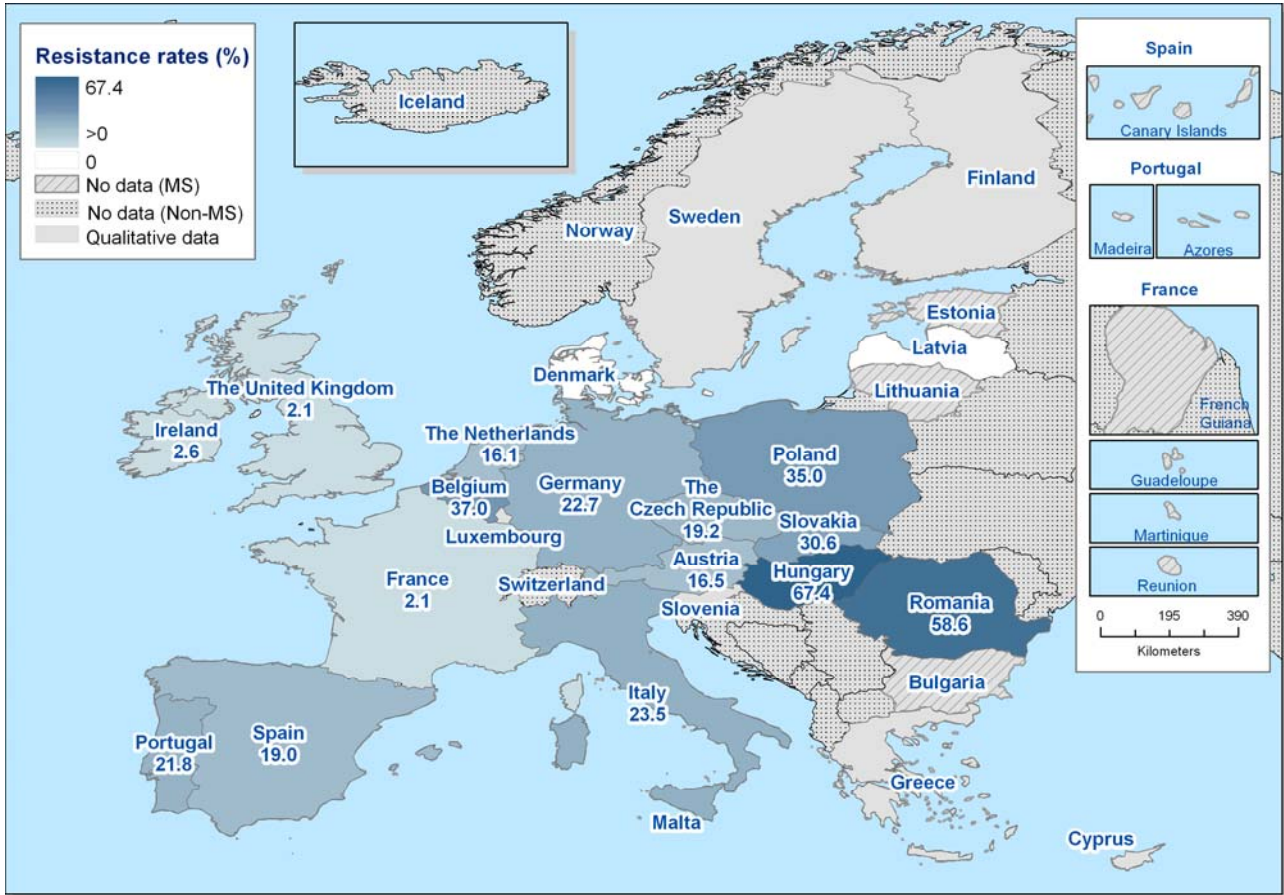 Resistance rates (%)
67.4
>0
0
No data (MS)
No data (Non-MS)
Qualitative data
Iceland
Norway
Sweden
Finland
Estonia
Latvia
Lithuania
Denmark
The United Kingdom
2.1
Ireland
2.6
The Netherlands
16.1
Belgium
37.0
Luxembourg
Germany
22.7
Poland
35.0
The
Czech Republic
19.2
Slovakia
30.6
Austria
16.5
Hungary
67.4
France
2.1
Switzerland
Slovenia
Romania
58.6
Bulgaria
Italy
23.5
Portugal
21.8
Spain
19.0
Malta
Greece
Cyprus
Spain
Canary Islands
Portugal
Madeira
Azores
France
French
Guiana
Guadeloupe
Martinique
Reunion
0 195 390
Kilometers